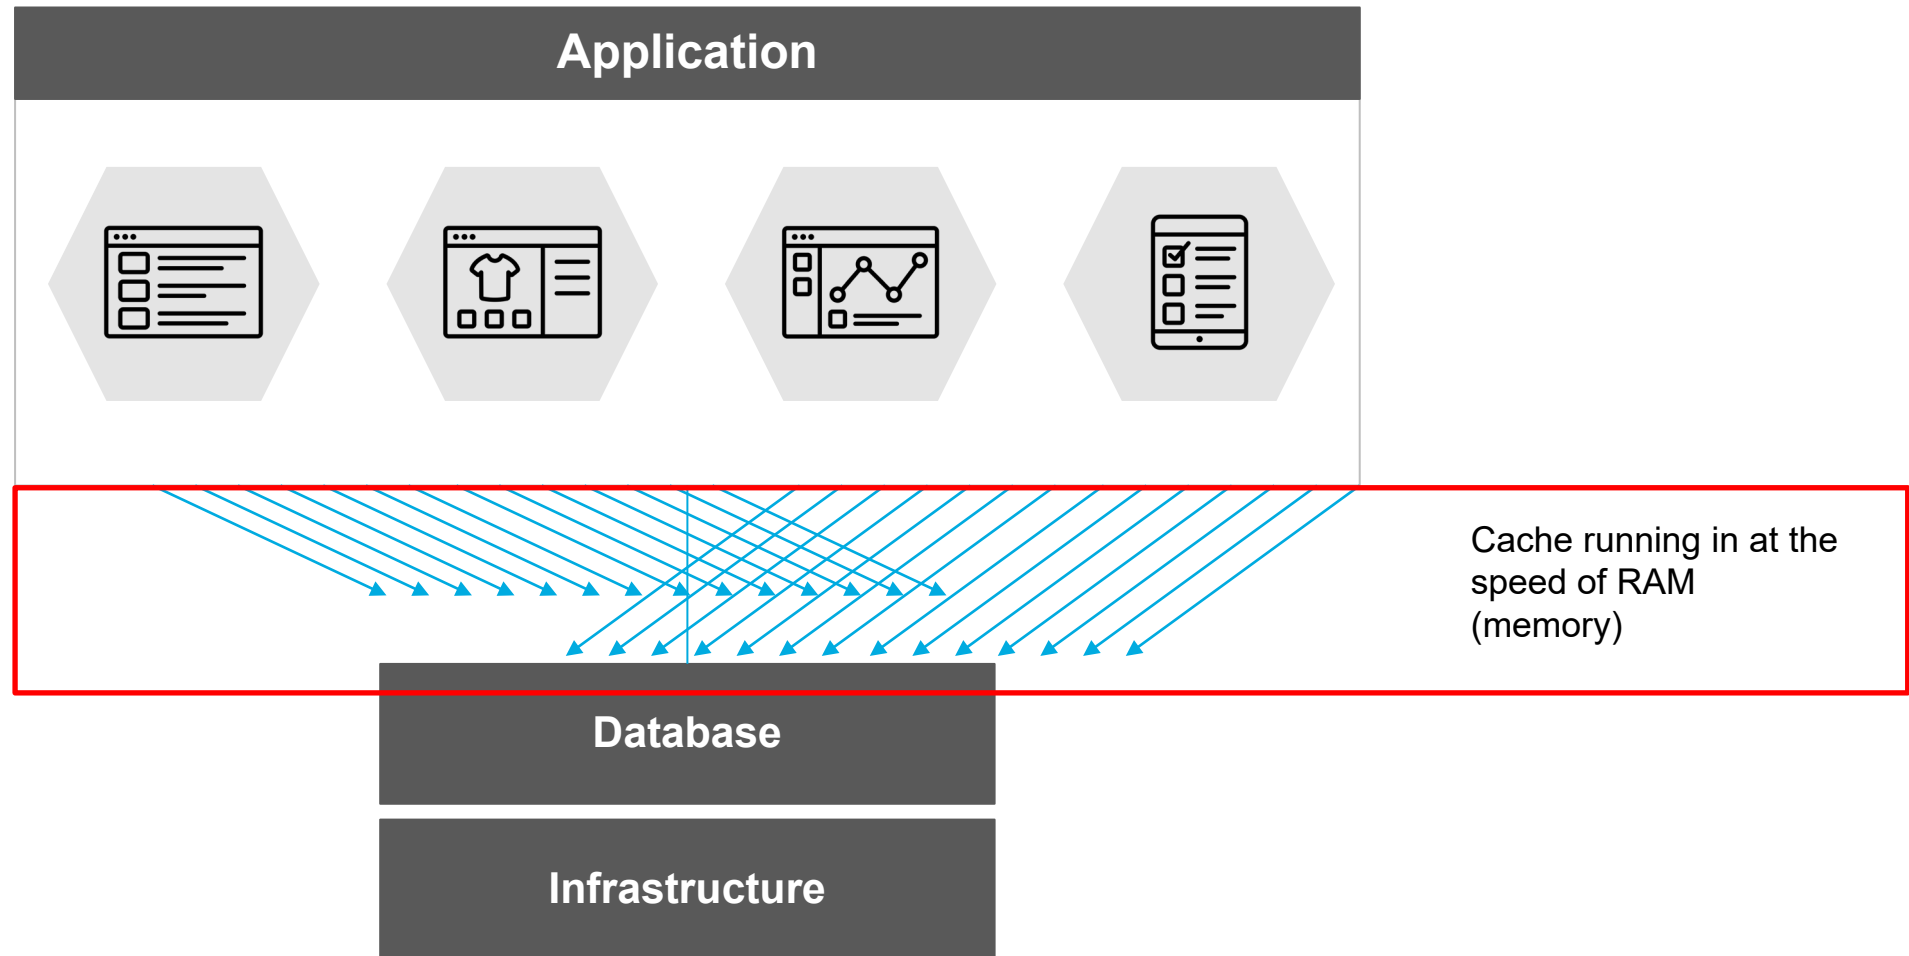 Application
Cache running in at the
speed of RAM
(memory)
Database
Infrastructure